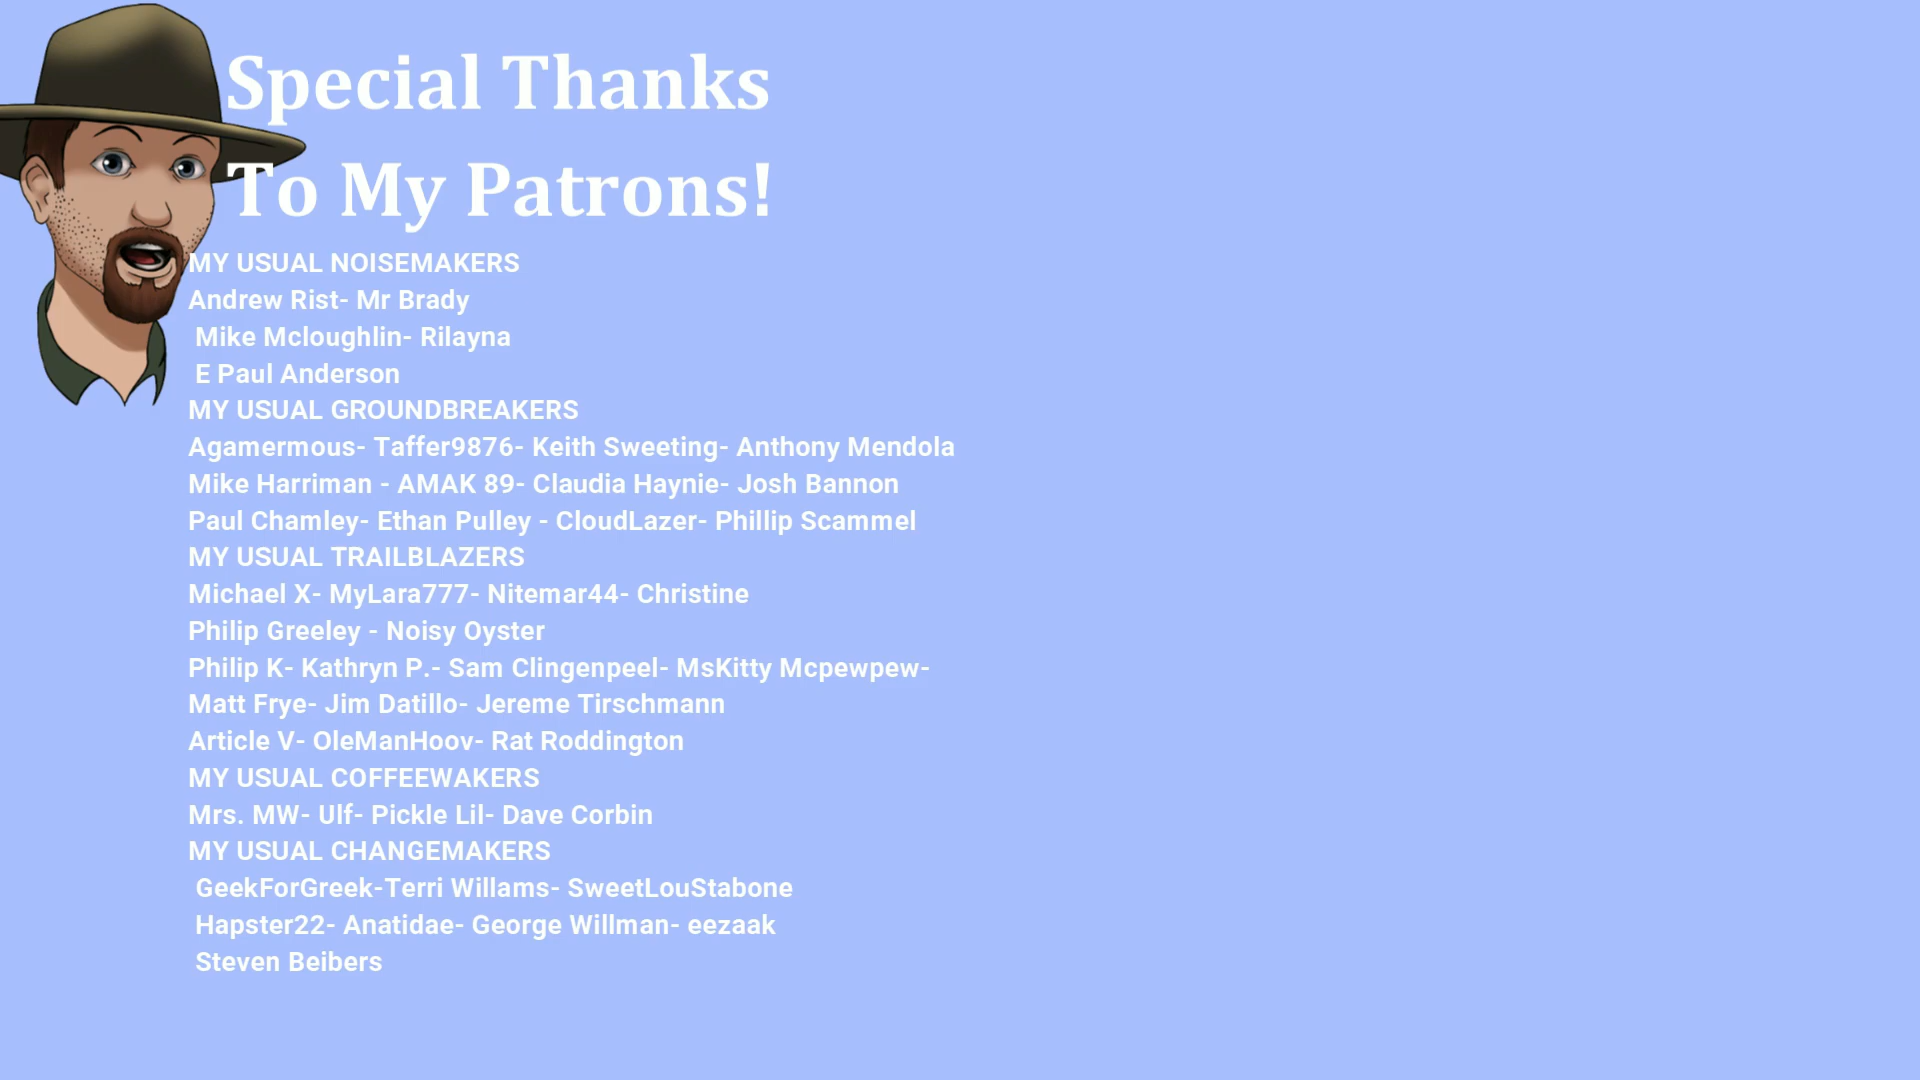 Special Thanks
To My Patrons!
MY USUAL NOISEMAKERS
Andrew Rist- Mr Brady
Mike Mcloughlin- Rilayna
E Paul Anderson
MY USUAL GROUNDBREAKERS
Agamermous- Taffer9876- Keith Sweeting- Anthony Mendola
Mike Harriman - AMAK 89- Claudia Haynie- Josh Bannon
Paul Chamley- Ethan Pulley - CloudLazer- Phillip Scammel
MY USUAL TRAILBLAZERS
Michael X- MyLara777- Nitemar44- Christine
Philip Greeley - Noisy Oyster
Philip K- Kathryn P.- Sam Clingenpeel- MsKitty Mcpewpew-
Matt Frye- Jim Datillo- Jereme Tirschmann
Article V- OleManHoov- Rat Roddington
MY USUAL COFFEEWAKERS
Mrs. MW- Ulf- Pickle Lil- Dave Corbin
MY USUAL CHANGEMAKERS
GeekForGreek-Terri Willams- SweetLouStabone
Hapster22- Anatidae- George Willman- eezaak
Steven Beibers